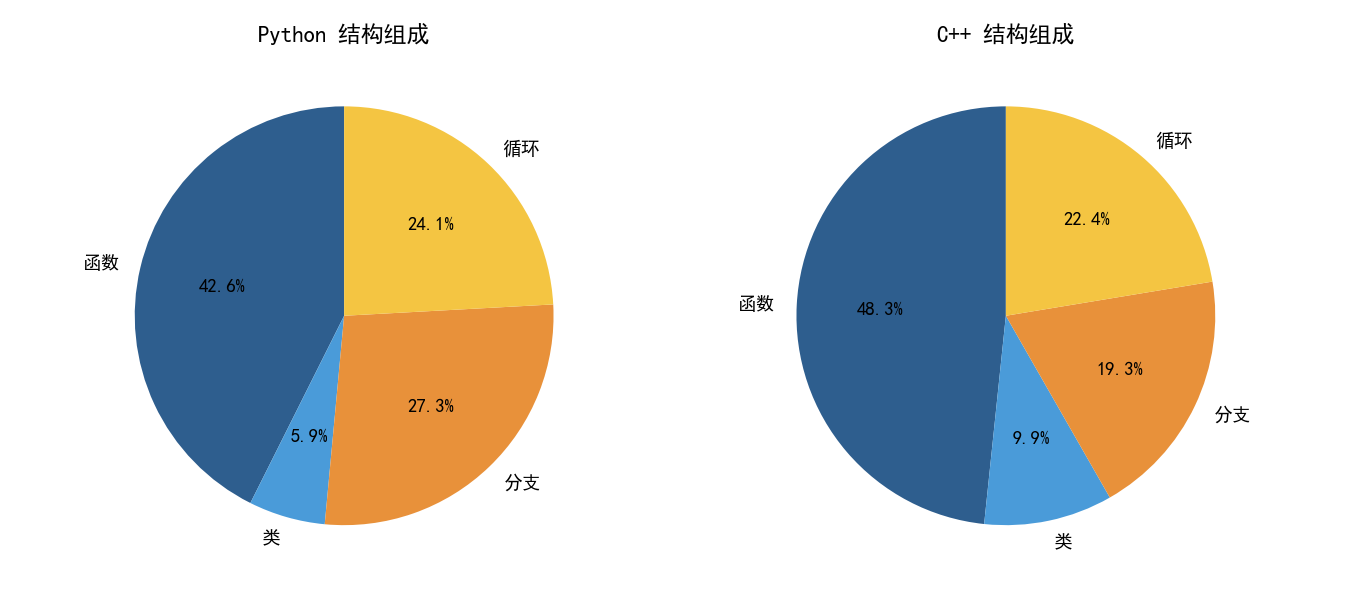 Python 结构组成
循环
24.1%
函数
42.6%
27.3%
5.9%
分支
类
C++ 结构组成
循环
22.4%
函数
48.3%
19.3%
分支
9.9%
类